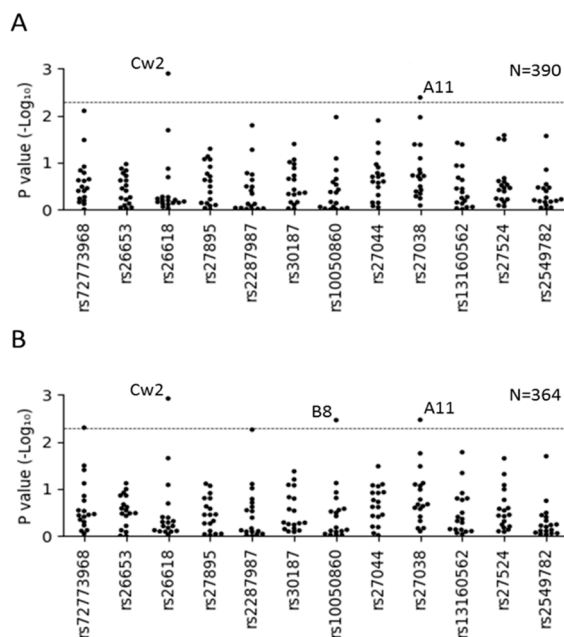 A
Cw2
A11
N=390
P value (-Log₁₀)
3
2
1
0
rs72773968
rs26653
rs26618
rs27895
rs2287987
rs30187
rs10050860
rs27044
rs27038
rs13160562
rs27524
rs2549782
B
Cw2
B8
A11
N=364
P value (-Log₁₀)
3
2
1
0
rs72773968
rs26653
rs26618
rs27895
rs2287987
rs30187
rs10050860
rs27044
rs27038
rs13160562
rs27524
rs2549782